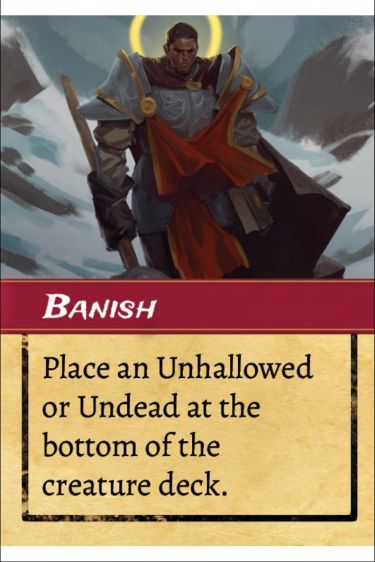 Banish
Place an Unhallowed
or Undead at the
bottom of the
creature deck.